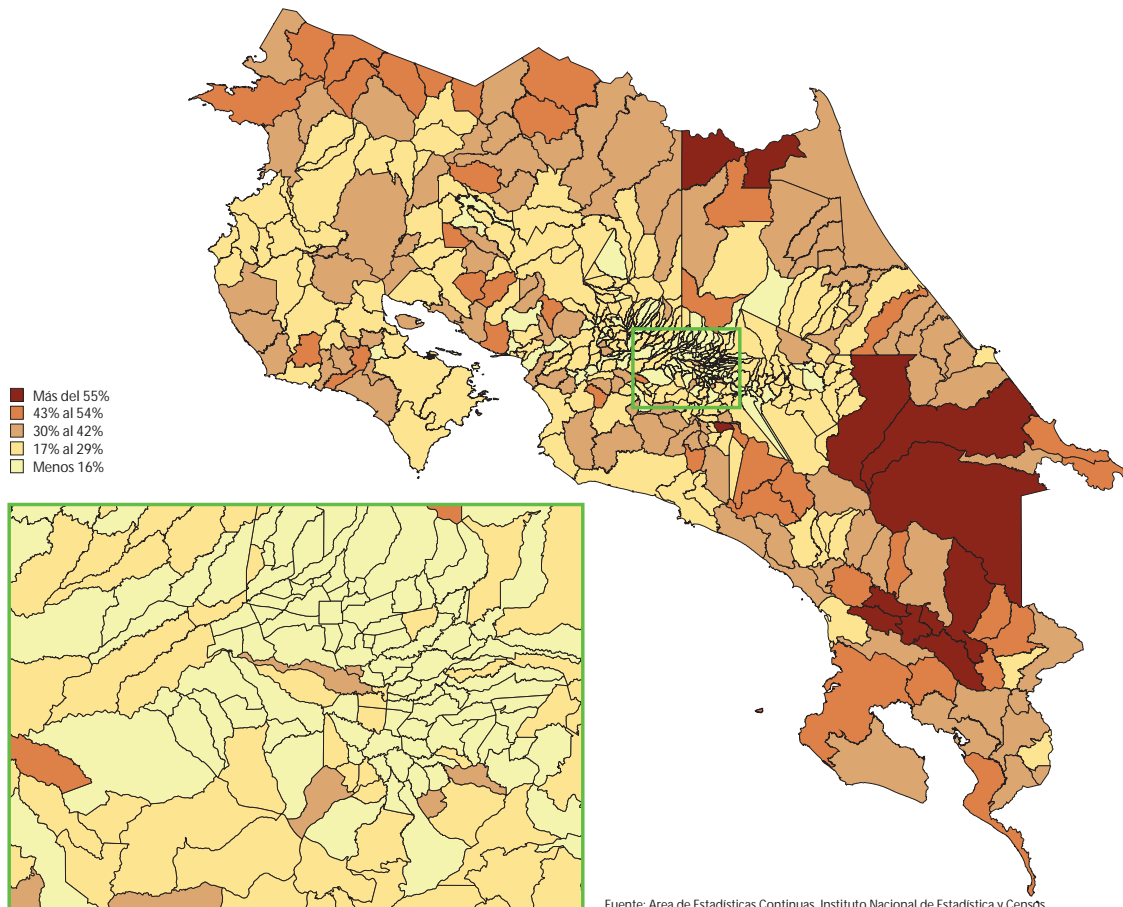 Más del 55%
43% al 54%
30% al 42%
17% al 29%
Menos 16%
Fuente: Area de Estadísticas Continuas, Instituto Nacional de Estadística y Censos